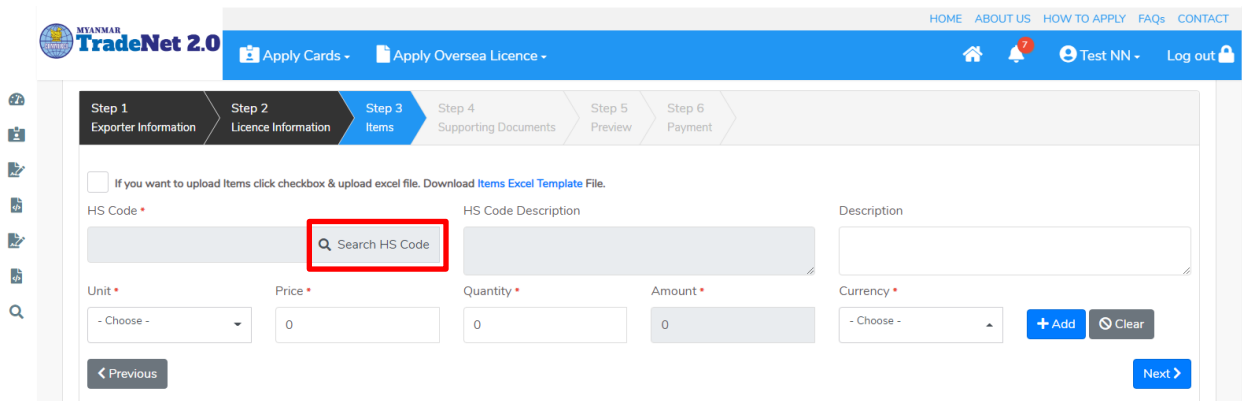 HOME ABOUT US HOW TO APPLY FAQs CONTACT
MYANMAR
TradeNet 2.0
Apply Cards
Apply Oversea Licence
7
Test NN
Log out
Step 1
Exporter Information
Step 2
Licence Information
Step 3
Items
Step 4
Supporting Documents
Step 5
Preview
Step 6
Payment
If you want to upload Items click checkbox & upload excel file. Download Items Excel Template File.
HS Code *
HS Code Description
Description
Search HS Code
Unit *
Price *
Quantity *
Amount *
Currency *
- Choose -
0
0
0
- Choose -
+ Add
Clear
Previous
Next